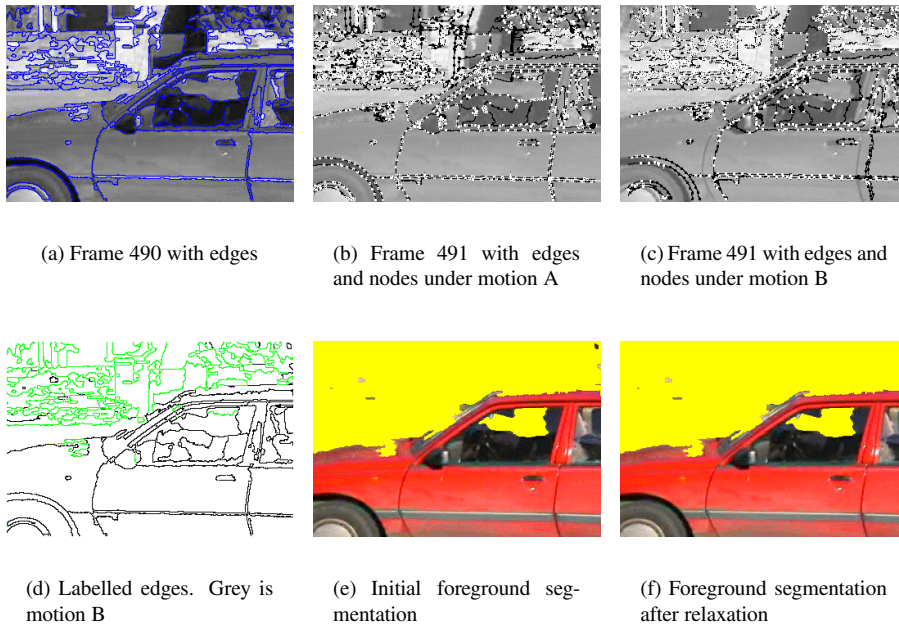 (a) Frame 490 with edges
(b) Frame 491 with edges
and nodes under motion A
(c) Frame 491 with edges and
nodes under motion B
(d) Labelled edges. Grey is
motion B
(e) Initial foreground seg-
mentation
(f) Foreground segmentation
after relaxation